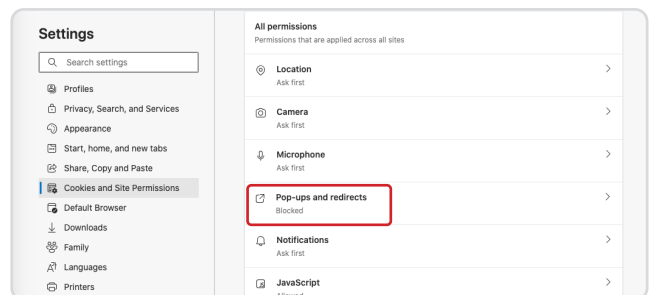 Settings
Search settings
Profiles
Privacy, Search, and Services
Appearance
Start, home, and new tabs
Share, Copy and Paste
Cookies and Site Permissions
Default Browser
Downloads
Family
Languages
Printers
All permissions
Permissions that are applied across all sites
Location
Ask first
Camera
Ask first
Microphone
Ask first
Pop-ups and redirects
Blocked
Notifications
Ask first
JavaScript
Allowed